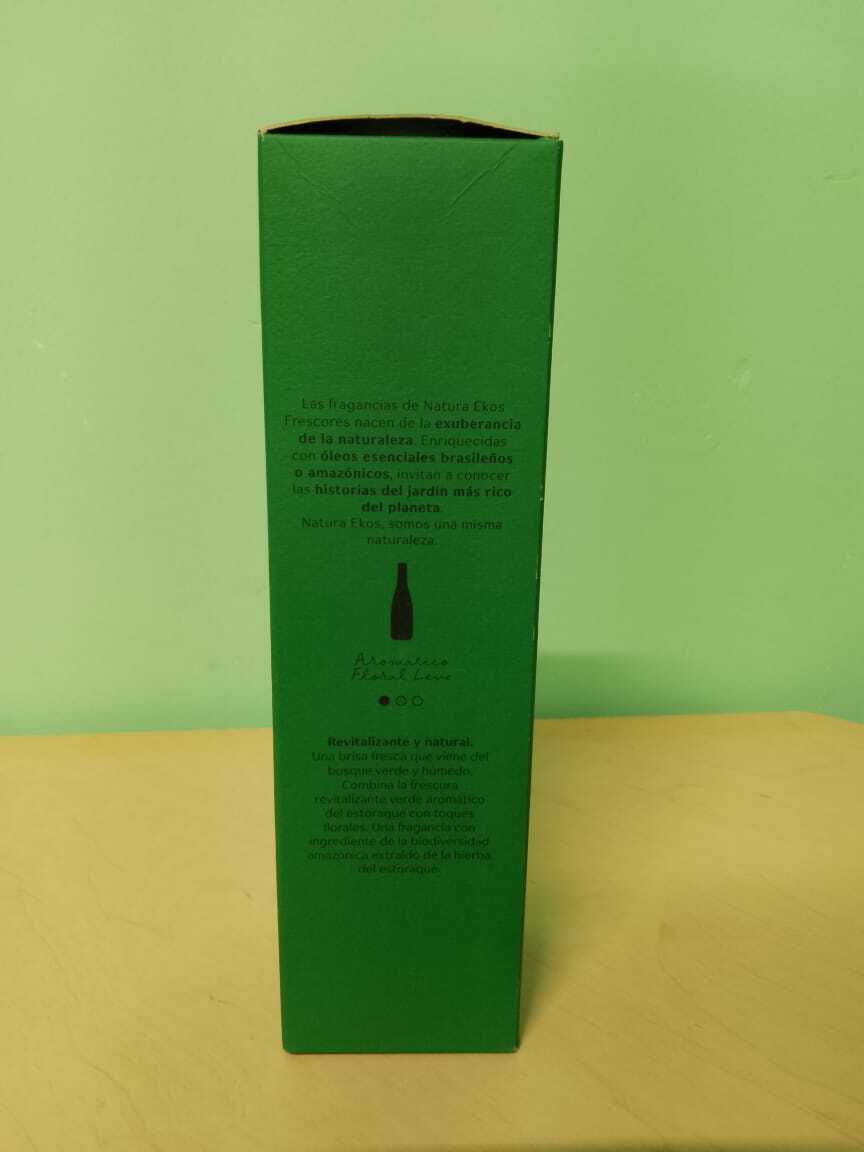 Las fragancias de Natura Ekos
Frescores nacen de la exuberancia
de la naturaleza. Enriquecidas
con óleos esenciales brasileños
o amazónicos, invitan a conocer
las historias del jardín más rico
del planeta.
Natura Ekos, somos una misma
naturaleza.
Aromático
Floral Leve
Revitalizante y natural.
Una brisa fresca que viene del
bosque verde y húmedo.
Combina la frescura
revitalizante verde aromático
del estoraque con toques
florales. Una fragancia con
ingrediente de la biodiversidad
amazónica extraído de la hierba
del estoraque.